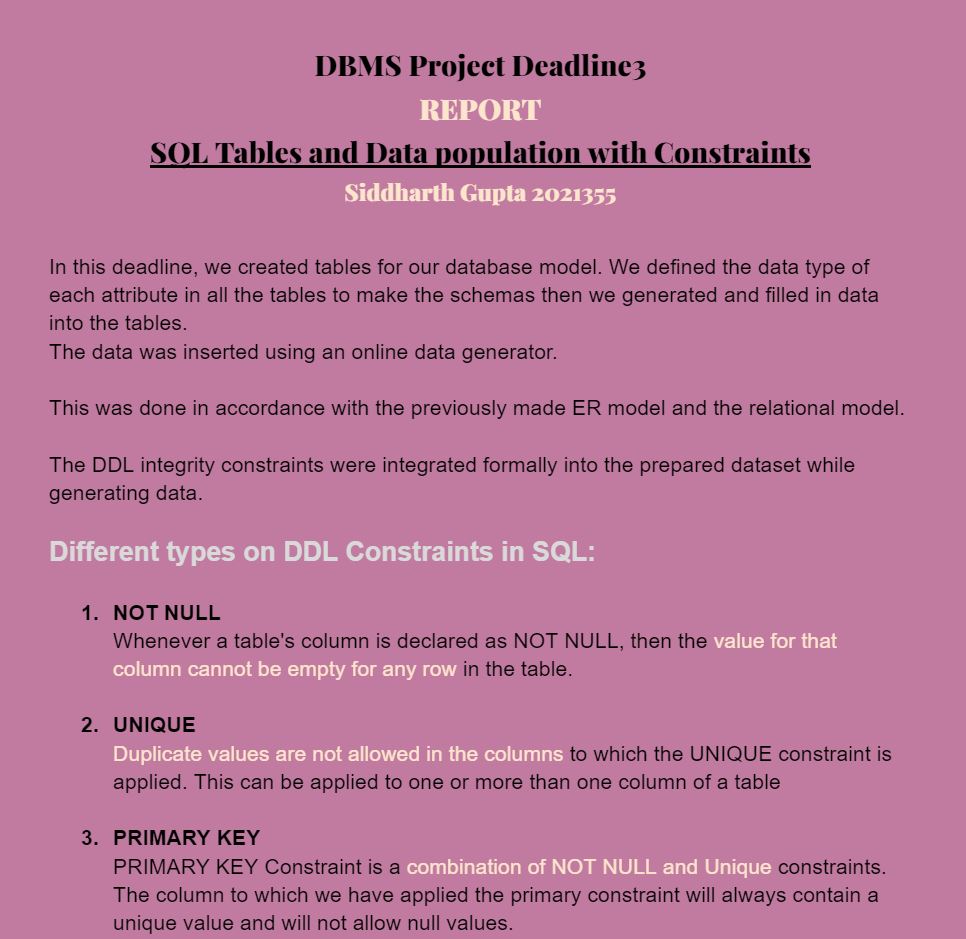 DBMS Project Deadline3
REPORT
SQL Tables and Data population with Constraints
Siddharth Gupta 2021355
In this deadline, we created tables for our database model. We defined the data type of
each attribute in all the tables to make the schemas then we generated and filled in data
into the tables.
The data was inserted using an online data generator.
This was done in accordance with the previously made ER model and the relational model.
The DDL integrity constraints were integrated formally into the prepared dataset while
generating data.
Different types on DDL Constraints in SQL:
1. NOT NULL
Whenever a table's column is declared as NOT NULL, then the value for that
column cannot be empty for any row in the table.
2. UNIQUE
Duplicate values are not allowed in the columns to which the UNIQUE constraint is
applied. This can be applied to one or more than one column of a table
3. PRIMARY KEY
PRIMARY KEY Constraint is a combination of NOT NULL and Unique constraints.
The column to which we have applied the primary constraint will always contain a
unique value and will not allow null values.